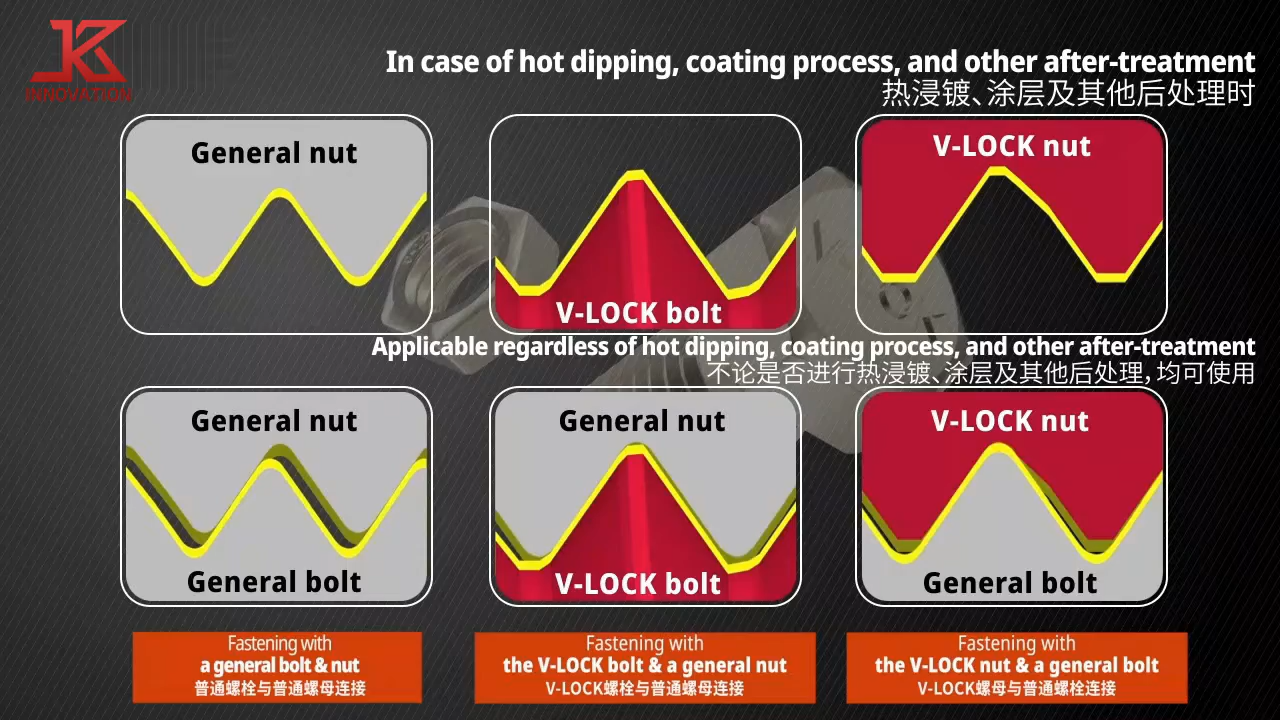 JK
INNOVATION
In case of hot dipping, coating process, and other after-treatment
热浸镀、涂层及其他后处理时
General nut
V-LOCK bolt
V-LOCK nut
Applicable regardless of hot dipping, coating process, and other after-treatment
不论是否进行热浸镀、涂层及其他后处理，均可使用
General nut
General bolt
General nut
V-LOCK bolt
V-LOCK nut
General bolt
Fastening with
a general bolt & nut
普通螺栓与普通螺母连接
Fastening with
the V-LOCK bolt & a general nut
V-LOCK螺栓与普通螺母连接
Fastening with
the V-LOCK nut & a general bolt
V-LOCK螺母与普通螺栓连接